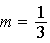 m = 1/3